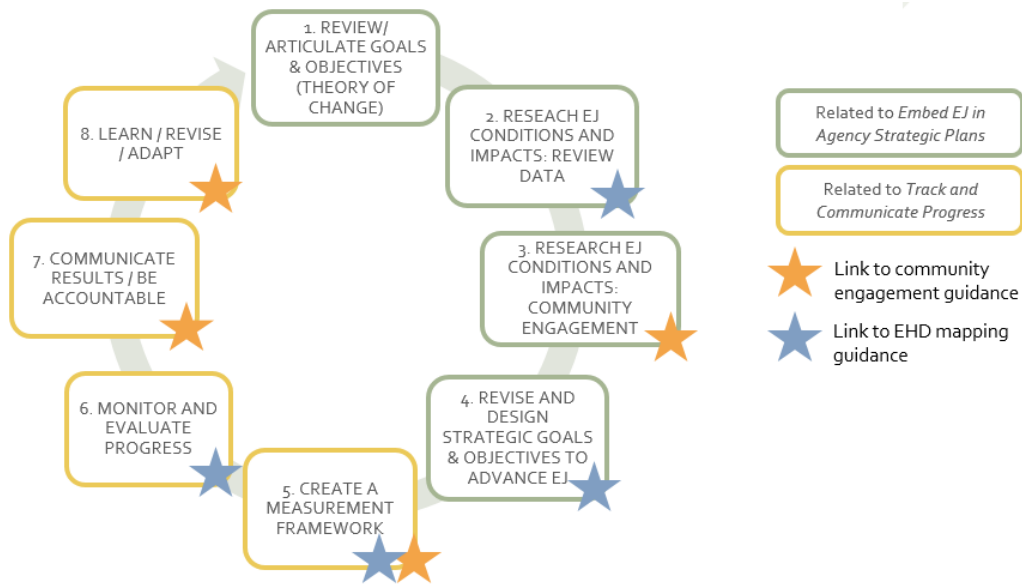 1. REVIEW/
ARTICULATE GOALS
& OBJECTIVES
(THEORY OF
CHANGE)
2. RESEACH EJ
CONDITIONS AND
IMPACTS: REVIEW
DATA
3. RESEARCH EJ
CONDITIONS AND
IMPACTS:
COMMUNITY
ENGAGEMENT
4. REVISE AND
DESIGN
STRATEGIC GOALS
& OBJECTIVES TO
ADVANCE EJ
5. CREATE A
MEASUREMENT
FRAMEWORK
6. MONITOR AND
EVALUATE
PROGRESS
7. COMMUNICATE
RESULTS / BE
ACCOUNTABLE
8. LEARN / REVISE
/ ADAPT
Related to Embed EJ in
Agency Strategic Plans
Related to Track and
Communicate Progress
Link to community
engagement guidance
Link to EHD mapping
guidance